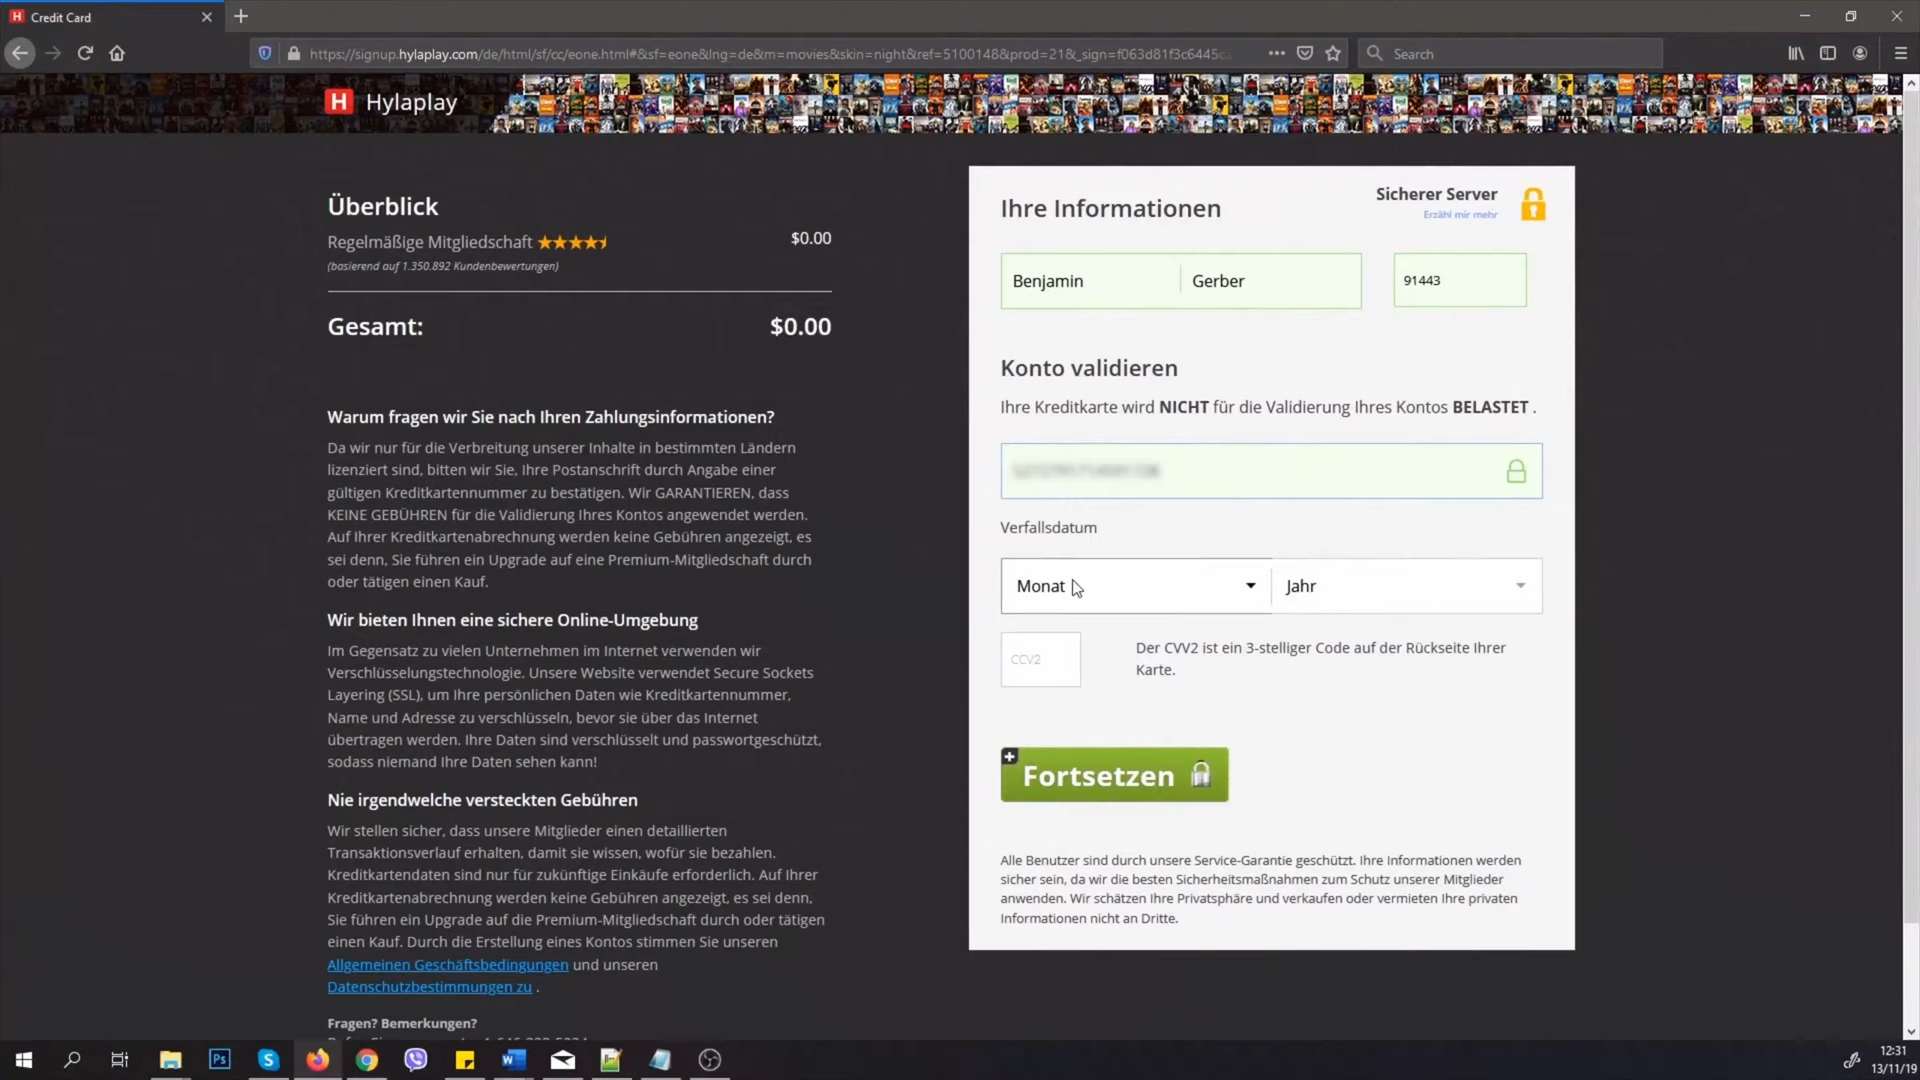 Credit Card
https://signup.hylaplay.com/de/html/sf/cc/eone.html#&sf=eone&lng=de&m=movies&skin=night&ref=5100148&prod=21&_sign=f063d81f3c6445c
Search
H Hylaplay
Überblick
Regelmäßige Mitgliedschaft
$0.00
(basierend auf 1.350.892 Kundenbewertungen)
Gesamt:
$0.00
Warum fragen wir Sie nach Ihren Zahlungsinformationen?
Da wir nur für die Verbreitung unserer Inhalte in bestimmten Ländern
lizenziert sind, bitten wir Sie, Ihre Postanschrift durch Angabe einer
gültigen Kreditkartennummer zu bestätigen. Wir GARANTIEREN, dass
KEINE GEBÜHREN für die Validierung Ihres Kontos angewendet werden.
Auf Ihrer Kreditkartenabrechnung werden keine Gebühren angezeigt, es
sei denn, Sie führen ein Upgrade auf eine Premium-Mitgliedschaft durch
oder tätigen einen Kauf.
Wir bieten Ihnen eine sichere Online-Umgebung
Im Gegensatz zu vielen Unternehmen im Internet verwenden wir
Verschlüsselungstechnologie. Unsere Website verwendet Secure Sockets
Layering (SSL), um Ihre persönlichen Daten wie Kreditkartennummer,
Name und Adresse zu verschlüsseln, bevor sie über das Internet
übertragen werden. Ihre Daten sind verschlüsselt und passwortgeschützt,
sodass niemand Ihre Daten sehen kann!
Nie irgendwelche versteckten Gebühren
Wir stellen sicher, dass unsere Mitglieder einen detaillierten
Transaktionsverlauf erhalten, damit sie wissen, wofür sie bezahlen.
Kreditkartendaten sind nur für zukünftige Einkäufe erforderlich. Auf Ihrer
Kreditkartenabrechnung werden keine Gebühren angezeigt, es sei denn,
Sie führen ein Upgrade auf die Premium-Mitgliedschaft durch oder tätigen
einen Kauf. Durch die Erstellung eines Kontos stimmen Sie unseren
Allgemeinen Geschäftsbedingungen und unseren
Datenschutzbestimmungen zu .
Fragen? Bemerkungen?
Ihre Informationen
Sicherer Server
Erzähl mir mehr
Benjamin
Gerber
91443
Konto validieren
Ihre Kreditkarte wird NICHT für die Validierung Ihres Kontos BELASTET .
Verfallsdatum
Monat
Jahr
CCV2
Der CVV2 ist ein 3-stelliger Code auf der Rückseite Ihrer
Karte.
Fortsetzen
Alle Benutzer sind durch unsere Service-Garantie geschützt. Ihre Informationen werden
sicher sein, da wir die besten Sicherheitsmaßnahmen zum Schutz unserer Mitglieder
anwenden. Wir schätzen Ihre Privatsphäre und verkaufen oder vermieten Ihre privaten
Informationen nicht an Dritte.
Ps
12:31
13/11/19